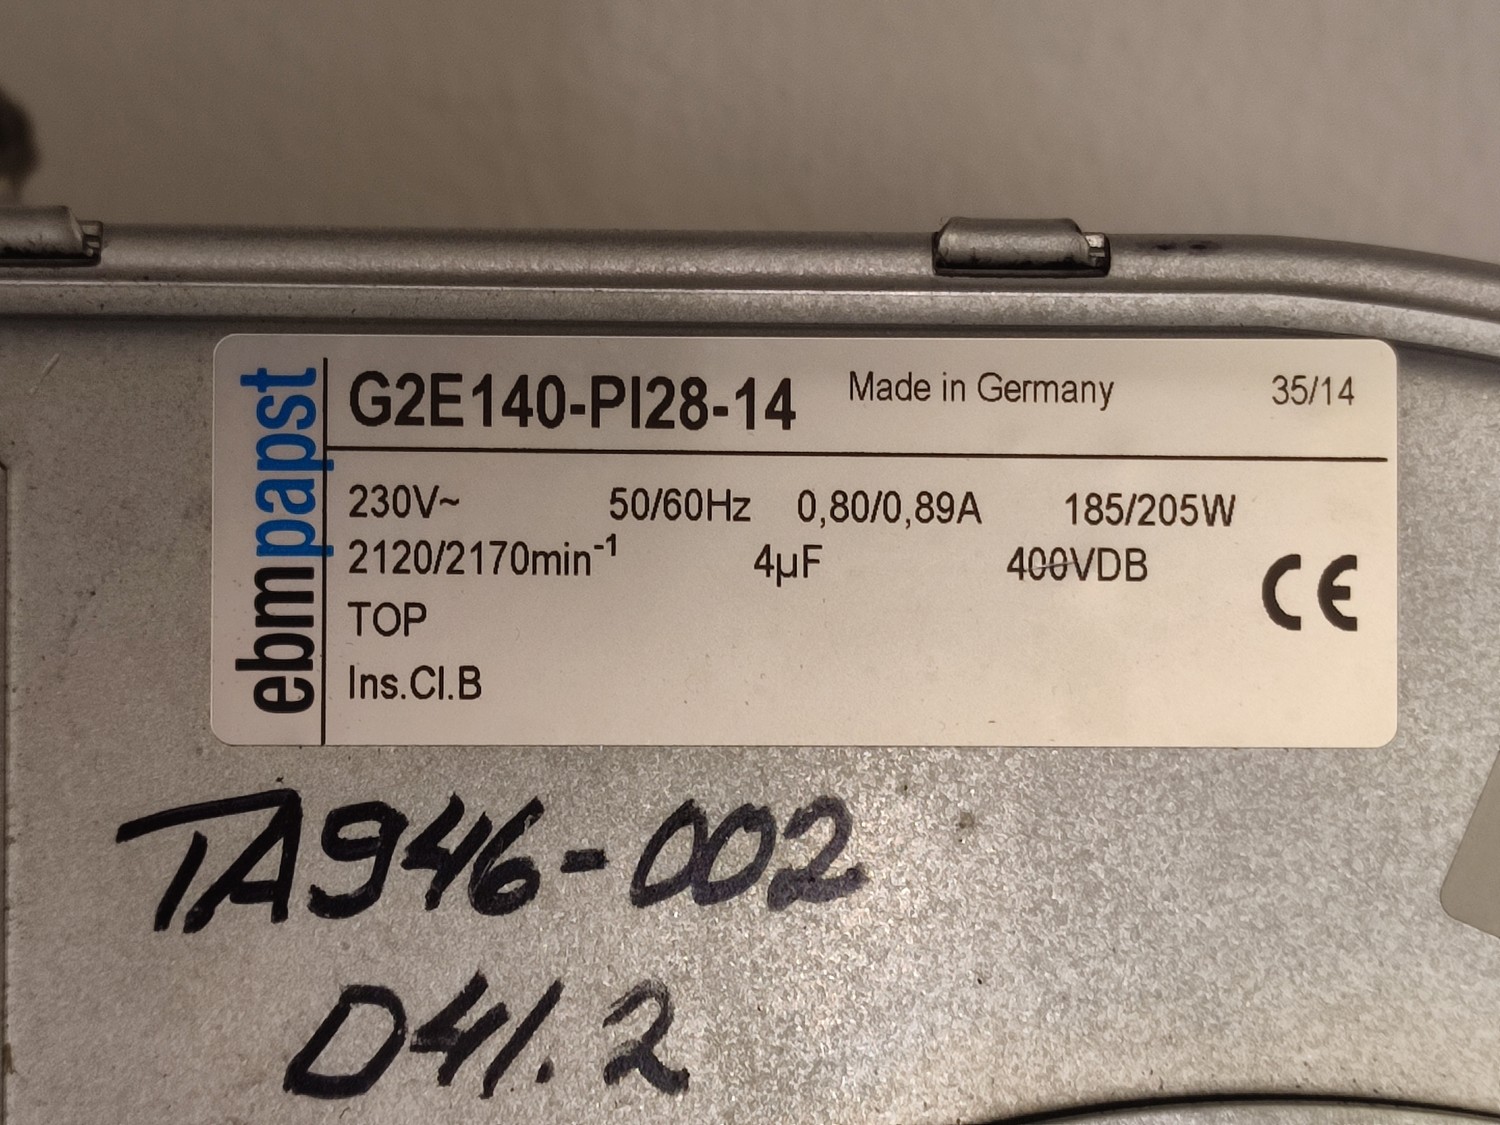 ebmpapst
G2E140-PI28-14 Made in Germany 35/14
230V~ 50/60Hz 0,80/0,89A 185/205W
2120/2170min⁻¹ 4µF 400VDB
TOP
Ins.Cl.B
CE
TA946-002
D41.2